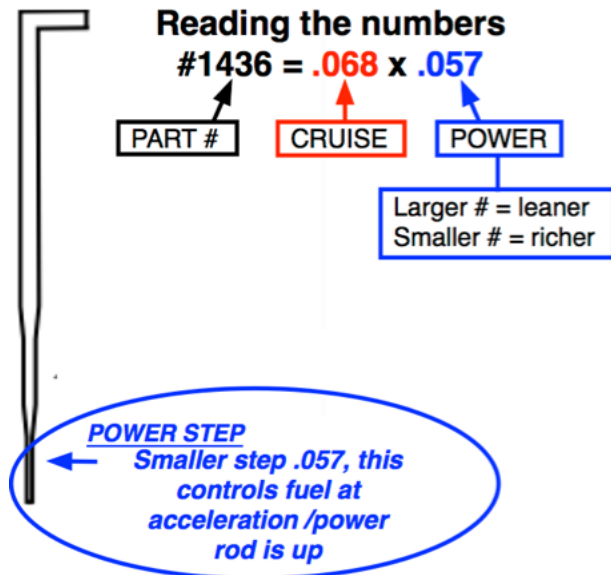 Reading the numbers
#1436 = .068 x .057
PART #
CRUISE
POWER
Larger # = leaner
Smaller # = richer
POWER STEP
Smaller step .057, this
controls fuel at
acceleration /power
rod is up